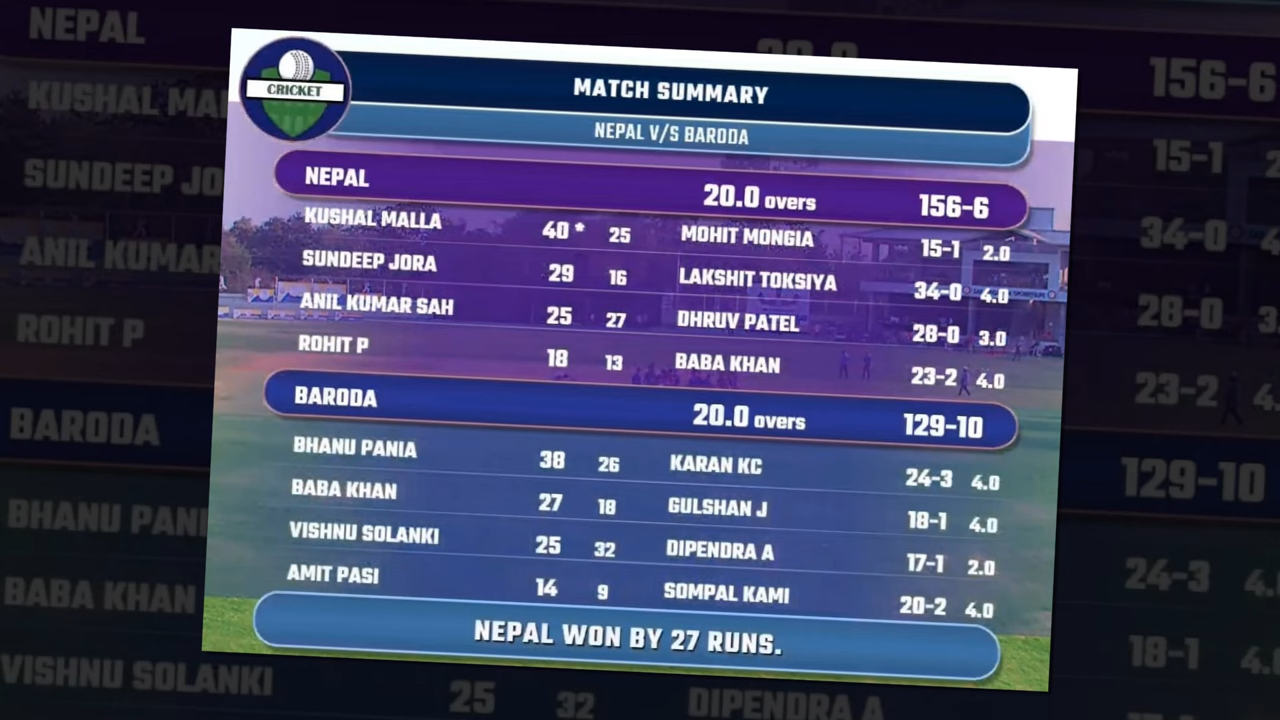 CRICKET
MATCH SUMMARY
NEPAL V/S BARODA
NEPAL 20.0 overs 156-6
KUSHAL MALLA 40* 25 MOHIT MONGIA 15-1 2.0
SUNDEEP JORA 29 16 LAKSHIT TOKSIYA 34-0 4.0
ANIL KUMAR SAH 25 27 DHRUV PATEL 28-0 3.0
ROHIT P 18 13 BABA KHAN 23-2 4.0
BARODA 20.0 overs 129-10
BHANU PANIA 38 26 KARAN KC 24-3 4.0
BABA KHAN 27 18 GULSHAN J 18-1 4.0
VISHNU SOLANKI 25 32 DIPENDRA A 17-1 2.0
AMIT PASI 14 9 SOMPAL KAMI 20-2 4.0
NEPAL WON BY 27 RUNS.
NEPAL 156-6
KUSHAL 15-1
SUNDEEP JO 34-0
ANIL KUMAR 28-0
ROHIT P 23-2
BARODA 129-10
BHANU PANI 24-3
BABA KHAN 18-1
VISHNU SOLANKI 25 32 DIPENDRA A